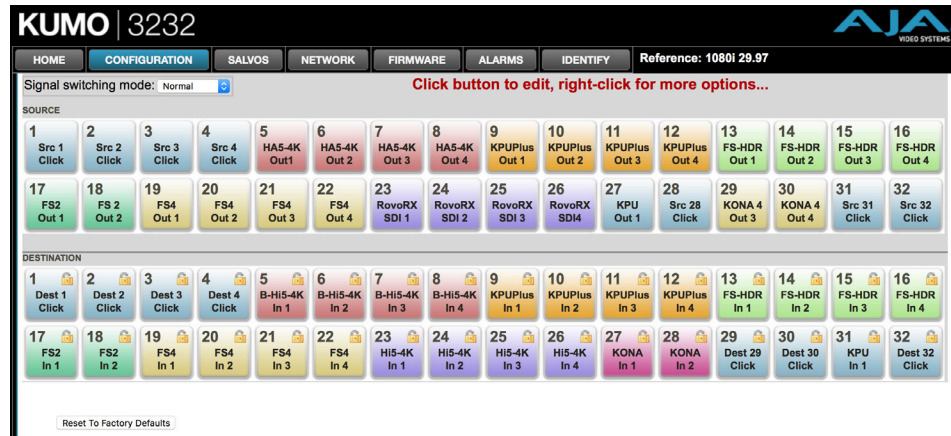 KUMO | 3232
AJA
VIDEO SYSTEMS
HOME CONFIGURATION SALVOS NETWORK FIRMWARE ALARMS IDENTIFY Reference: 1080i 29.97
Signal switching mode: Normal Click button to edit, right-click for more options...
SOURCE
1 2 3 4 5 6 7 8 9 10 11 12 13 14 15 16
Src 1 Src 2 Src 3 Src 4 HA5-4K HA5-4K HA5-4K HA5-4K KPUPlus KPUPlus KPUPlus KPUPlus FS-HDR FS-HDR FS-HDR FS-HDR
Click Click Click Click Out1 Out 2 Out 3 Out 4 Out 1 Out 2 Out 3 Out 4 Out 1 Out 2 Out 3 Out 4
17 18 19 20 21 22 23 24 25 26 27 28 29 30 31 32
FS2 FS 2 FS4 FS4 FS4 FS4 RovoRX RovoRX RovoRX RovoRX KPU Src 28 KONA 4 KONA 4 Src 31 Src 32
Out 1 Out 2 Out 1 Out 2 Out 3 Out 4 SDI 1 SDI 2 SDI 3 SDI4 Out 1 Click Out 3 Out 4 Click Click
DESTINATION
1 2 3 4 5 6 7 8 9 10 11 12 13 14 15 16
Dest 1 Dest 2 Dest 3 Dest 4 B-Hi5-4K B-Hi5-4K B-Hi5-4K B-Hi5-4K KPUPlus KPUPlus KPUPlus KPUPlus FS-HDR FS-HDR FS-HDR FS-HDR
Click Click Click Click In 1 In 2 In 3 In 4 In 1 In 2 In 3 In 4 In 1 In 2 In 3 In 4
17 18 19 20 21 22 23 24 25 26 27 28 29 30 31 32
FS2 FS2 FS4 FS4 FS4 FS4 Hi5-4K Hi5-4K Hi5-4K Hi5-4K KONA KONA Dest 29 Dest 30 KPU Dest 32
In 1 In 2 In 1 In 2 In 3 In 4 In 1 In 2 In 3 In 4 In 1 In 2 Click Click In 1 Click
Reset To Factory Defaults